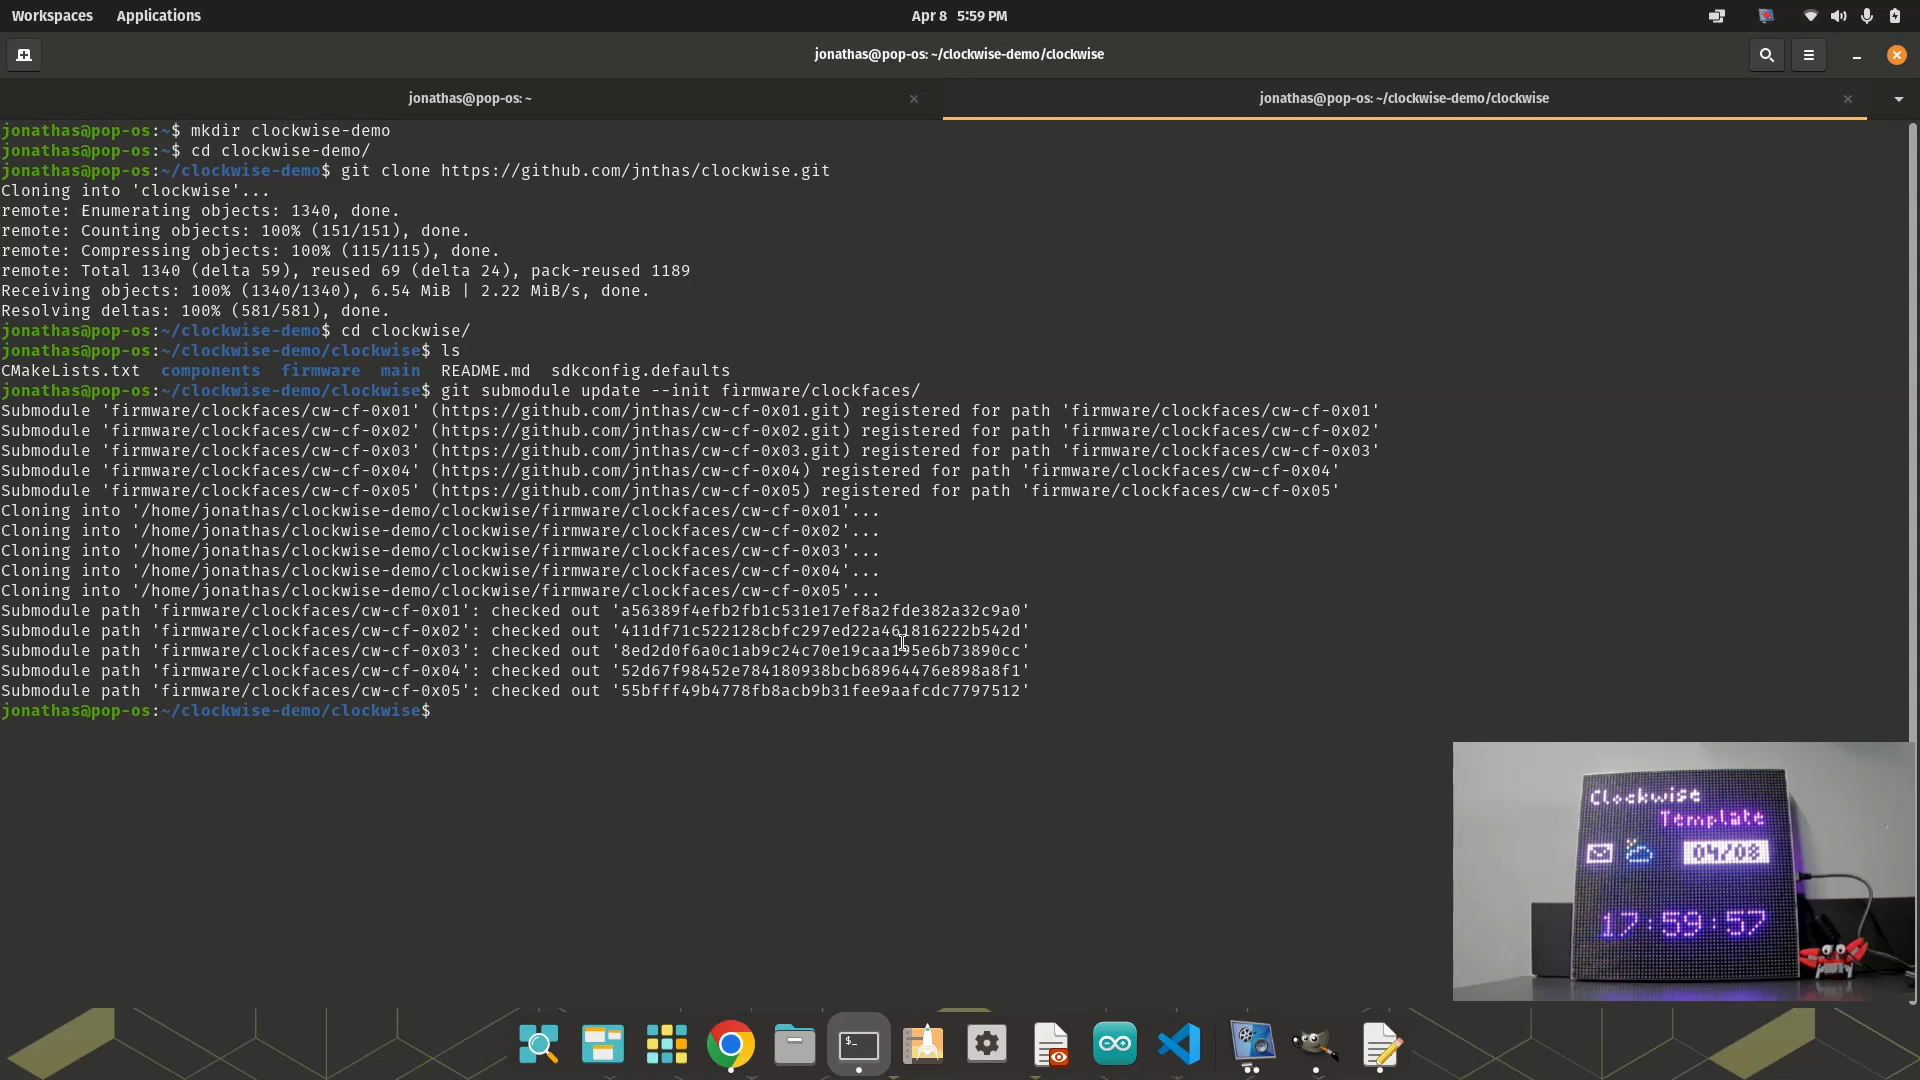 Workspaces Applications Apr 8 5:59 PM
jonathas@pop-os: ~/clockwise-demo/clockwise
jonathas@pop-os: ~ × jonathas@pop-os: ~/clockwise-demo/clockwise ×
jonathas@pop-os:~$ mkdir clockwise-demo
jonathas@pop-os:~$ cd clockwise-demo/
jonathas@pop-os:~/clockwise-demo$ git clone https://github.com/jnthas/clockwise.git
Cloning into 'clockwise'...
remote: Enumerating objects: 1340, done.
remote: Counting objects: 100% (151/151), done.
remote: Compressing objects: 100% (115/115), done.
remote: Total 1340 (delta 59), reused 69 (delta 24), pack-reused 1189
Receiving objects: 100% (1340/1340), 6.54 MiB | 2.22 MiB/s, done.
Resolving deltas: 100% (581/581), done.
jonathas@pop-os:~/clockwise-demo$ cd clockwise/
jonathas@pop-os:~/clockwise-demo/clockwise$ ls
CMakeLists.txt components firmware main README.md sdkconfig.defaults
jonathas@pop-os:~/clockwise-demo/clockwise$ git submodule update --init firmware/clockfaces/
Submodule 'firmware/clockfaces/cw-cf-0x01' (https://github.com/jnthas/cw-cf-0x01.git) registered for path 'firmware/clockfaces/cw-cf-0x01'
Submodule 'firmware/clockfaces/cw-cf-0x02' (https://github.com/jnthas/cw-cf-0x02.git) registered for path 'firmware/clockfaces/cw-cf-0x02'
Submodule 'firmware/clockfaces/cw-cf-0x03' (https://github.com/jnthas/cw-cf-0x03.git) registered for path 'firmware/clockfaces/cw-cf-0x03'
Submodule 'firmware/clockfaces/cw-cf-0x04' (https://github.com/jnthas/cw-cf-0x04) registered for path 'firmware/clockfaces/cw-cf-0x04'
Submodule 'firmware/clockfaces/cw-cf-0x05' (https://github.com/jnthas/cw-cf-0x05) registered for path 'firmware/clockfaces/cw-cf-0x05'
Cloning into '/home/jonathas/clockwise-demo/clockwise/firmware/clockfaces/cw-cf-0x01'...
Cloning into '/home/jonathas/clockwise-demo/clockwise/firmware/clockfaces/cw-cf-0x02'...
Cloning into '/home/jonathas/clockwise-demo/clockwise/firmware/clockfaces/cw-cf-0x03'...
Cloning into '/home/jonathas/clockwise-demo/clockwise/firmware/clockfaces/cw-cf-0x04'...
Cloning into '/home/jonathas/clockwise-demo/clockwise/firmware/clockfaces/cw-cf-0x05'...
Submodule path 'firmware/clockfaces/cw-cf-0x01': checked out 'a56389f4efb2fb1c531e17ef8a2fde382a32c9a0'
Submodule path 'firmware/clockfaces/cw-cf-0x02': checked out '411df71c522128cbfc297ed22a461816222b542d'
Submodule path 'firmware/clockfaces/cw-cf-0x03': checked out '8ed2d0f6a0c1ab9c24c70e19caa195e6b73890cc'
Submodule path 'firmware/clockfaces/cw-cf-0x04': checked out '52d67f98452e784180938bcb68964476e898a8f1'
Submodule path 'firmware/clockfaces/cw-cf-0x05': checked out '55bfff49b4778fb8acb9b31fee9aafcdc7797512'
jonathas@pop-os:~/clockwise-demo/clockwise$
Clockwise
Template
04/08
17:59:57